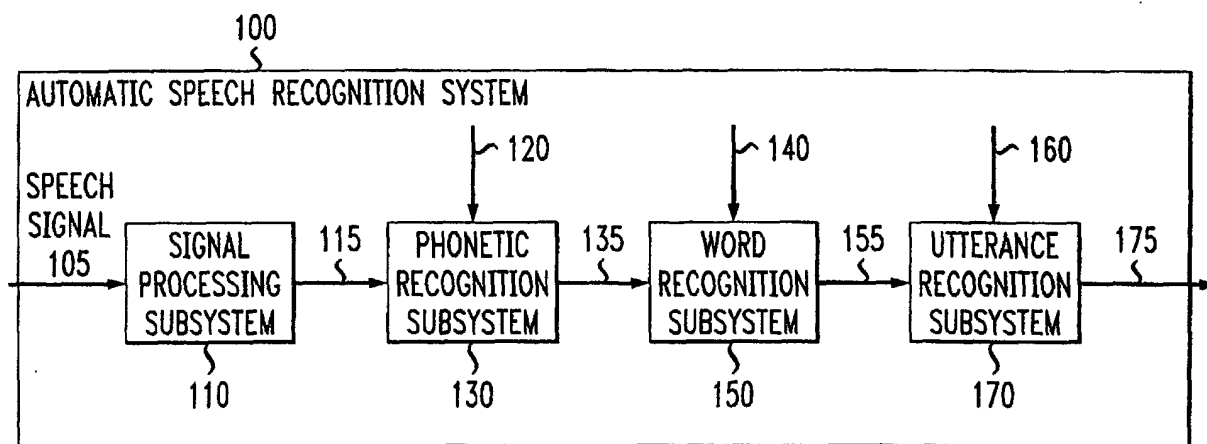 100
AUTOMATIC SPEECH RECOGNITION SYSTEM
120
140
160
SPEECH
SIGNAL
105
SIGNAL
PROCESSING
SUBSYSTEM
115
PHONETIC
RECOGNITION
SUBSYSTEM
135
WORD
RECOGNITION
SUBSYSTEM
155
UTTERANCE
RECOGNITION
SUBSYSTEM
175
110
130
150
170